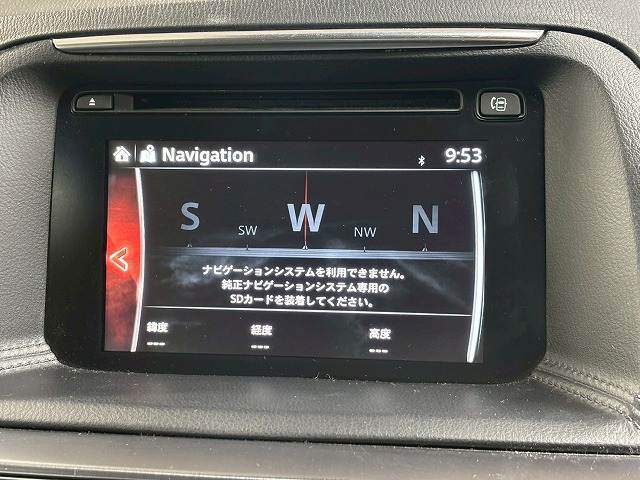 Navigation 9:53
S SW W NW N
ナビゲーションシステムを利用できません。
純正ナビゲーションシステム専用の
SDカードを装着してください。
緯度 経度 高度
--- --- ---